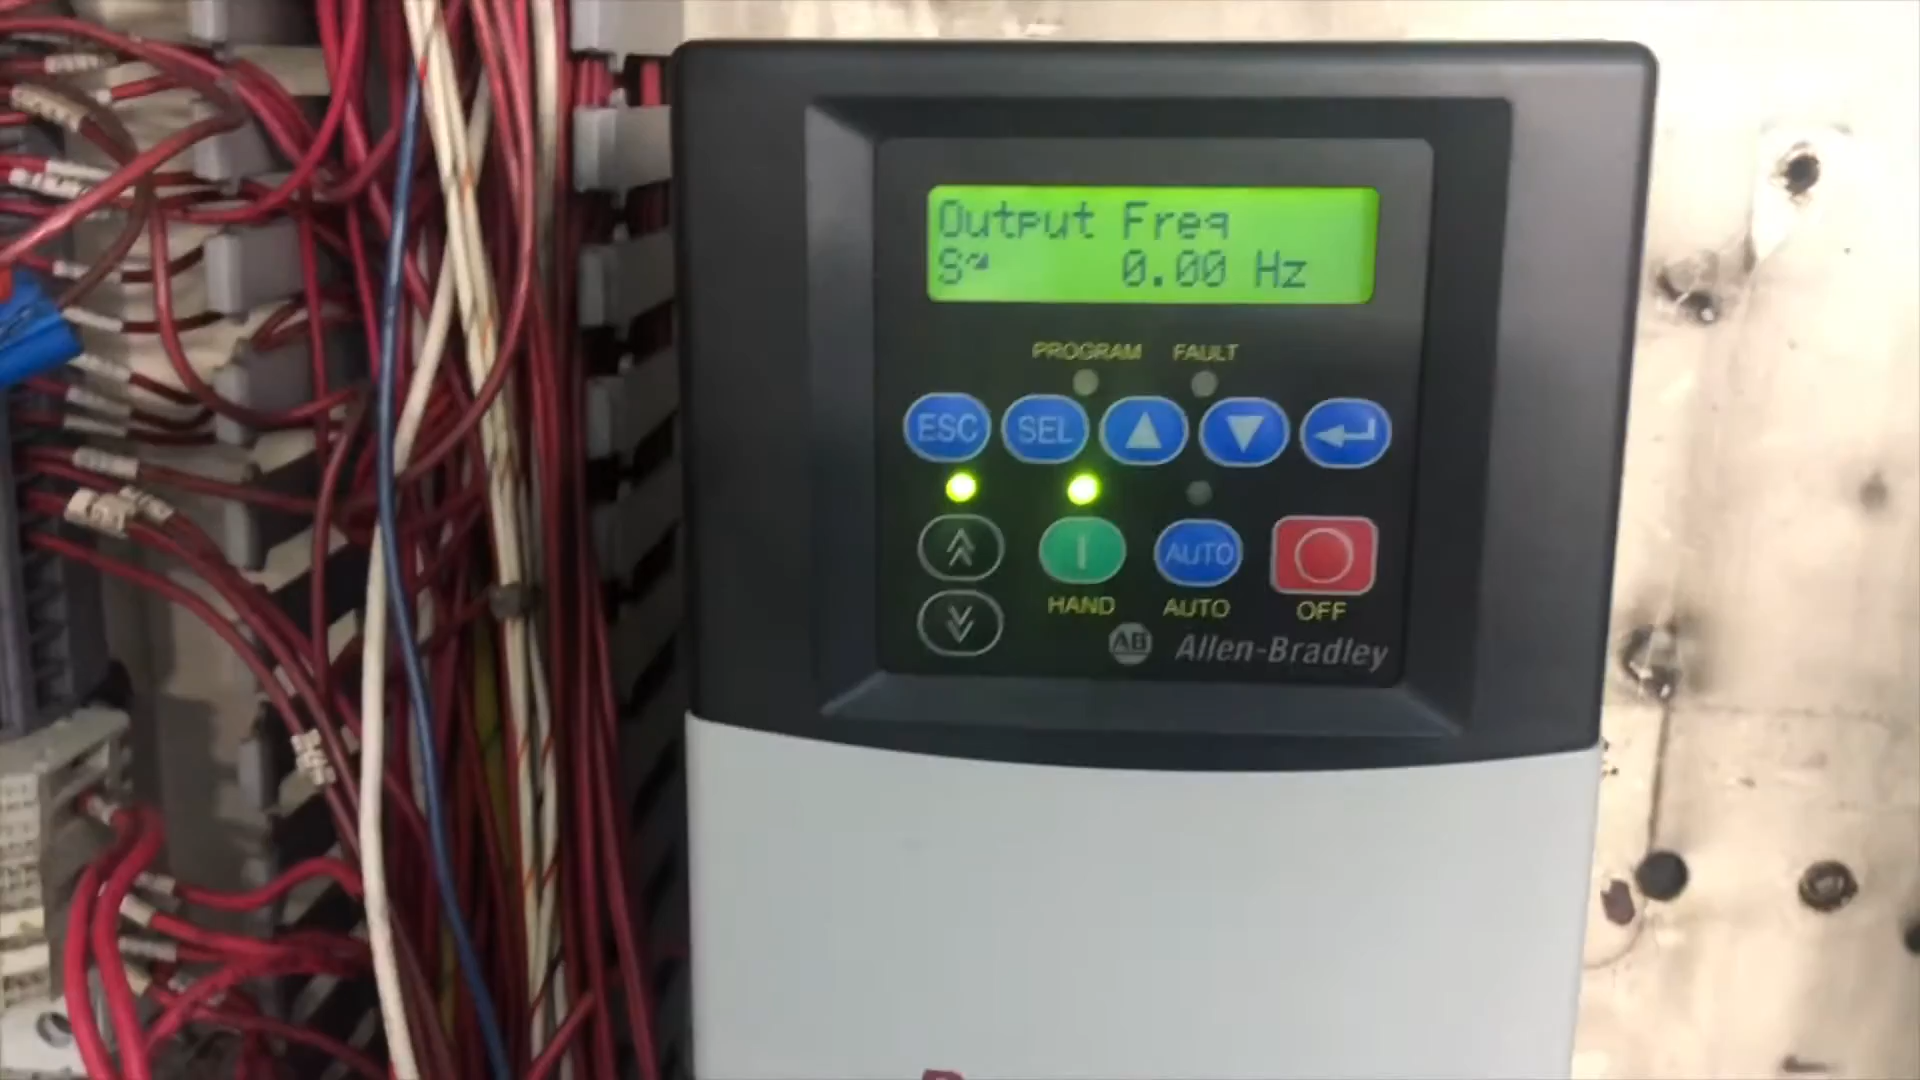 Output Freq
S 0.00 Hz
PROGRAM FAULT
ESC SEL
AUTO
HAND AUTO OFF
AB Allen-Bradley